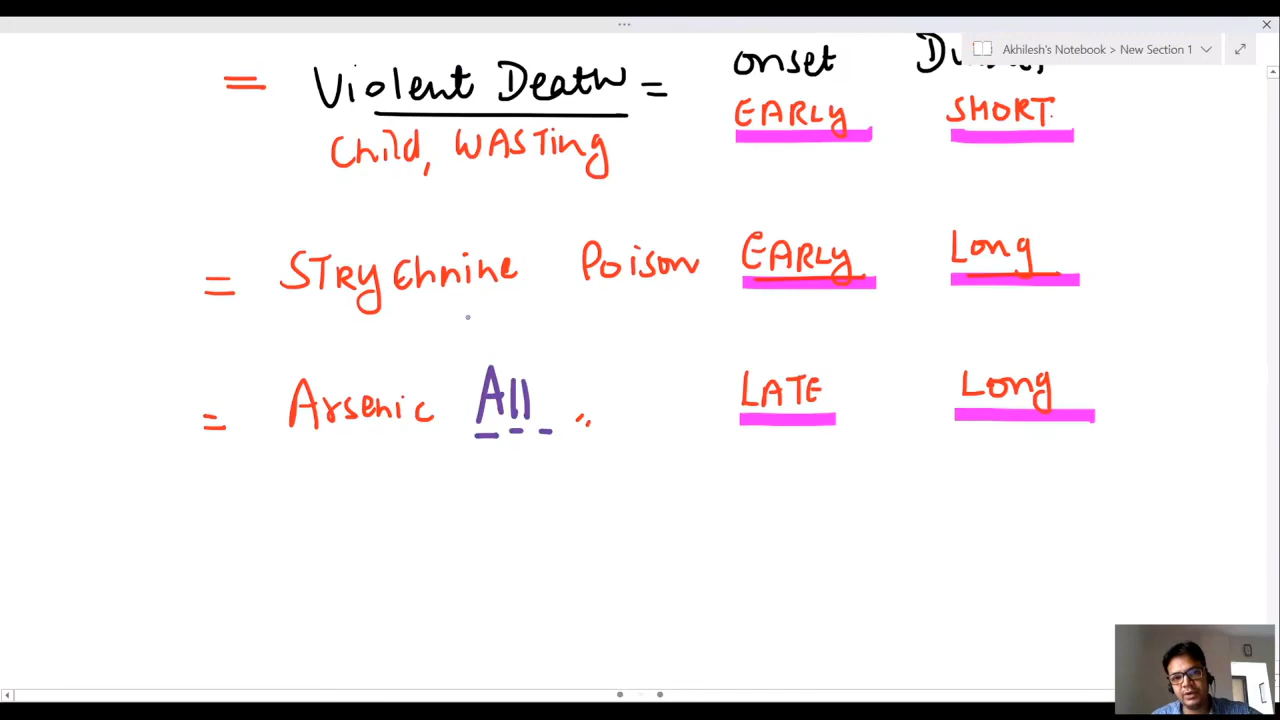 Akhilesh's Notebook > New Section 1
onset
= Violent Death =
EARLY SHORT
Child, WASTing
= STRYChnine Poison EARLY Long
= Arsenic All LATE Long